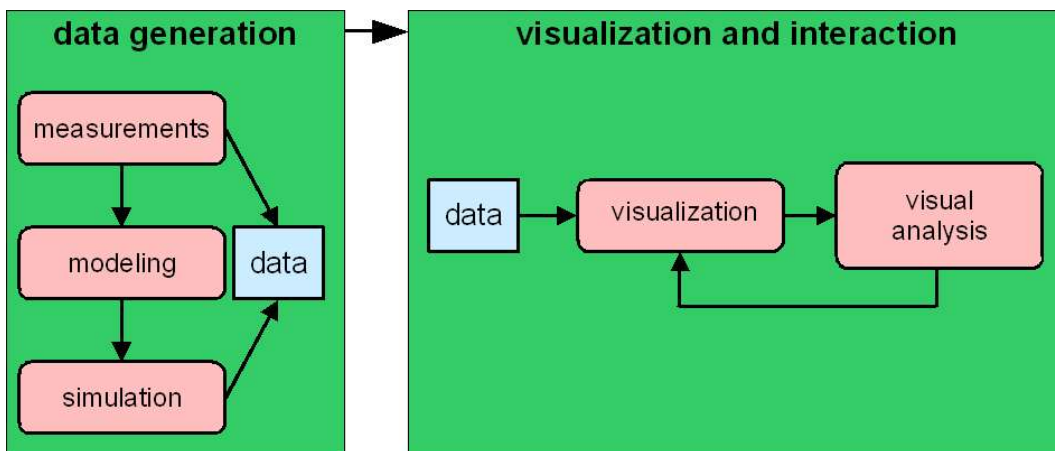 data generation
measurements
modeling
data
simulation
visualization and interaction
data
visualization
visual
analysis